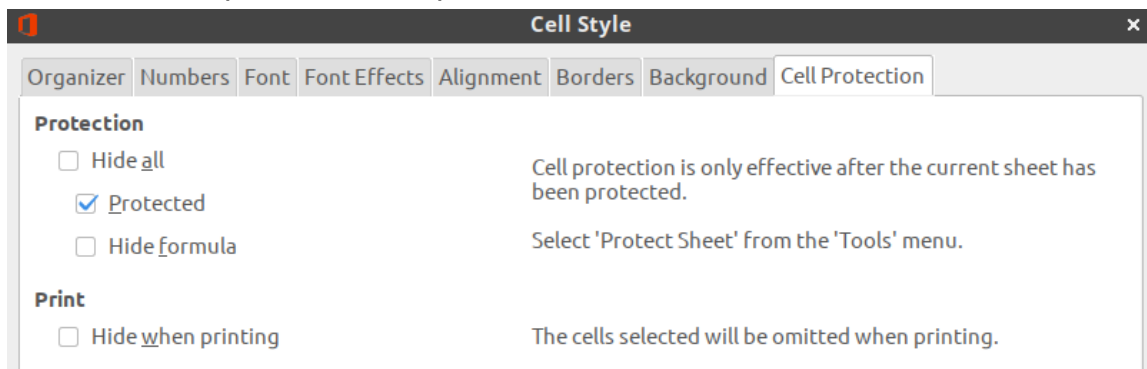 Cell Style
Organizer Numbers Font Font Effects Alignment Borders Background Cell Protection
Protection
Hide all
Cell protection is only effective after the current sheet has
been protected.
Protected
Hide formula
Select 'Protect Sheet' from the 'Tools' menu.
Print
Hide when printing
The cells selected will be omitted when printing.